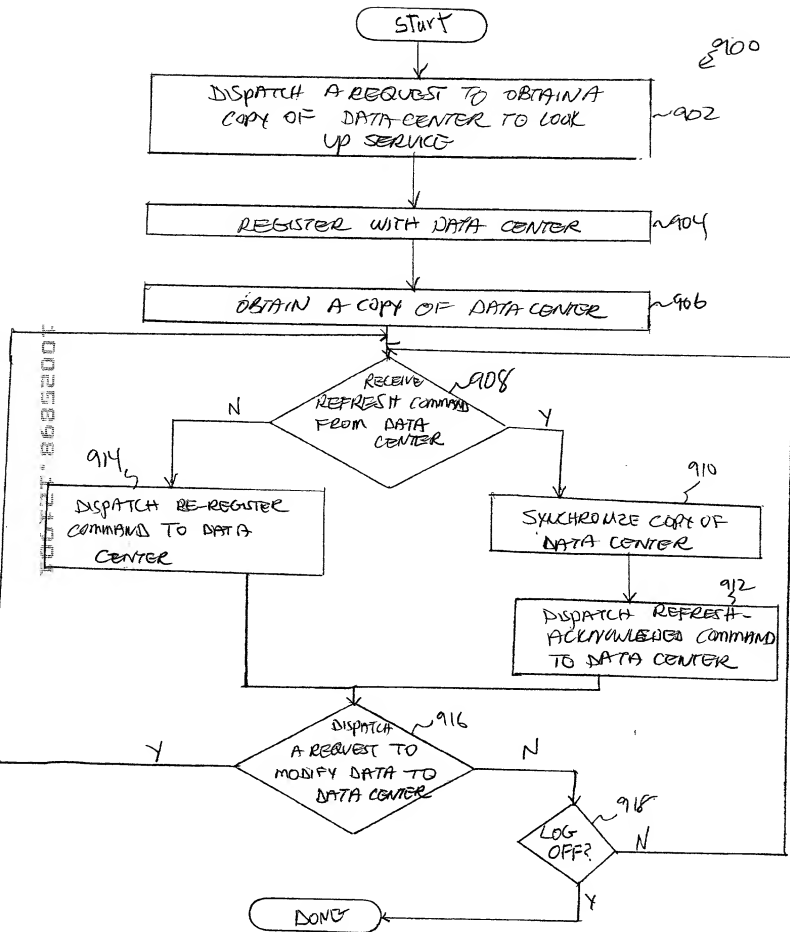 Start
900
DISPATCH A REQUEST TO OBTAIN A
COPY OF DATA CENTER TO LOOK
UP SERVICE
902
REGISTER WITH DATA CENTER
904
OBTAIN A COPY OF DATA CENTER
906
RECEIVE
REFRESH COMMAND
FROM DATA
CENTER
908
N
Y
914
DISPATCH RE-REGISTER
COMMAND TO DATA
CENTER
910
SYNCHRONIZE COPY OF
DATA CENTER
912
DISPATCH REFRESH-
ACKNOWLEDGED COMMAND
TO DATA CENTER
DISPATCH
A REQUEST TO
MODIFY DATA TO
DATA CENTER
916
Y
N
918
LOG
OFF?
N
Y
DONE